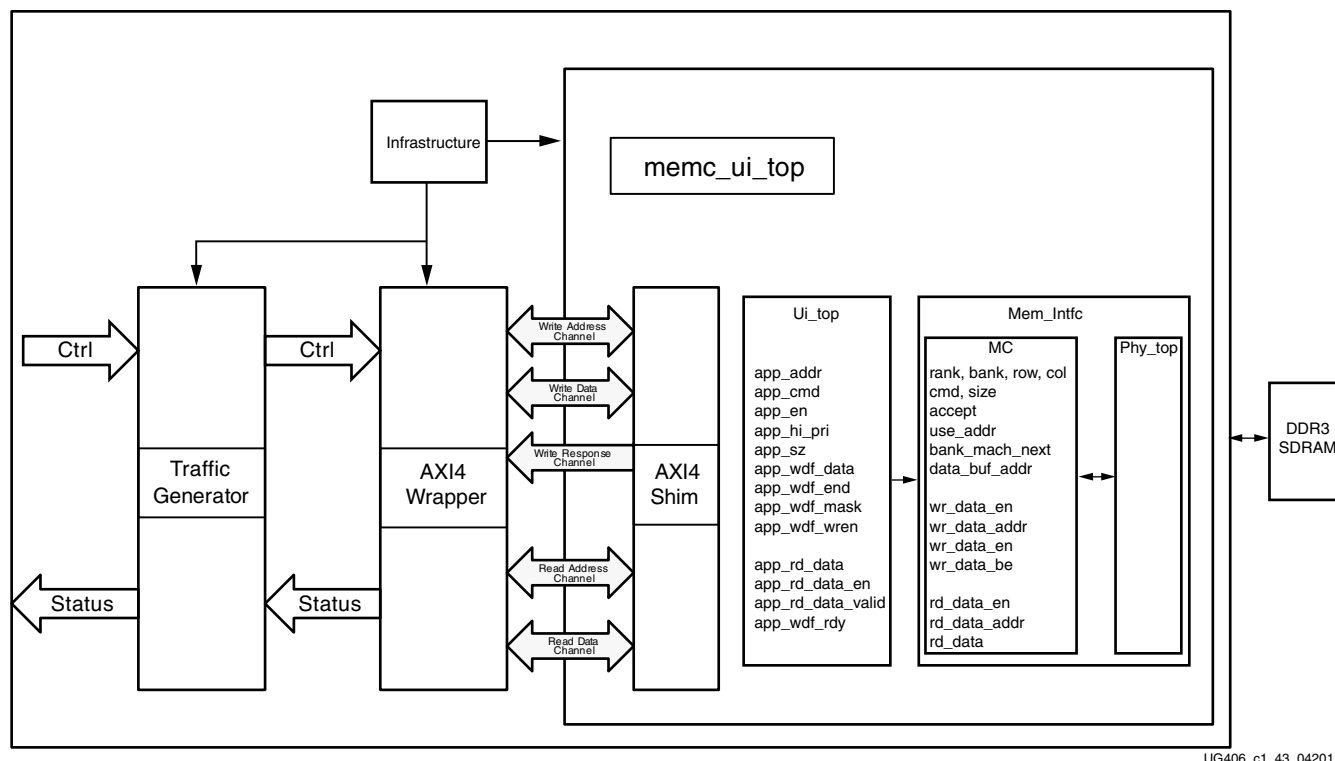 Infrastructure
memc_ui_top
Ctrl
Ctrl
Traffic
Generator
Status
Status
AXI4
Wrapper
Write Address
Channel
Write Data
Channel
Write Response
Channel
Read Address
Channel
Read Data
Channel
AXI4
Shim
Ui_top
app_addr
app_cmd
app_en
app_hi_pri
app_sz
app_wdf_data
app_wdf_end
app_wdf_mask
app_wdf_wren
app_rd_data
app_rd_data_en
app_rd_data_valid
app_wdf_rdy
Mem_Intfc
MC
rank, bank, row, col
cmd, size
accept
use_addr
bank_mach_next
data_buf_addr
wr_data_en
wr_data_addr
wr_data_en
wr_data_be
rd_data_en
rd_data_addr
rd_data
Phy_top
DDR3
SDRAM